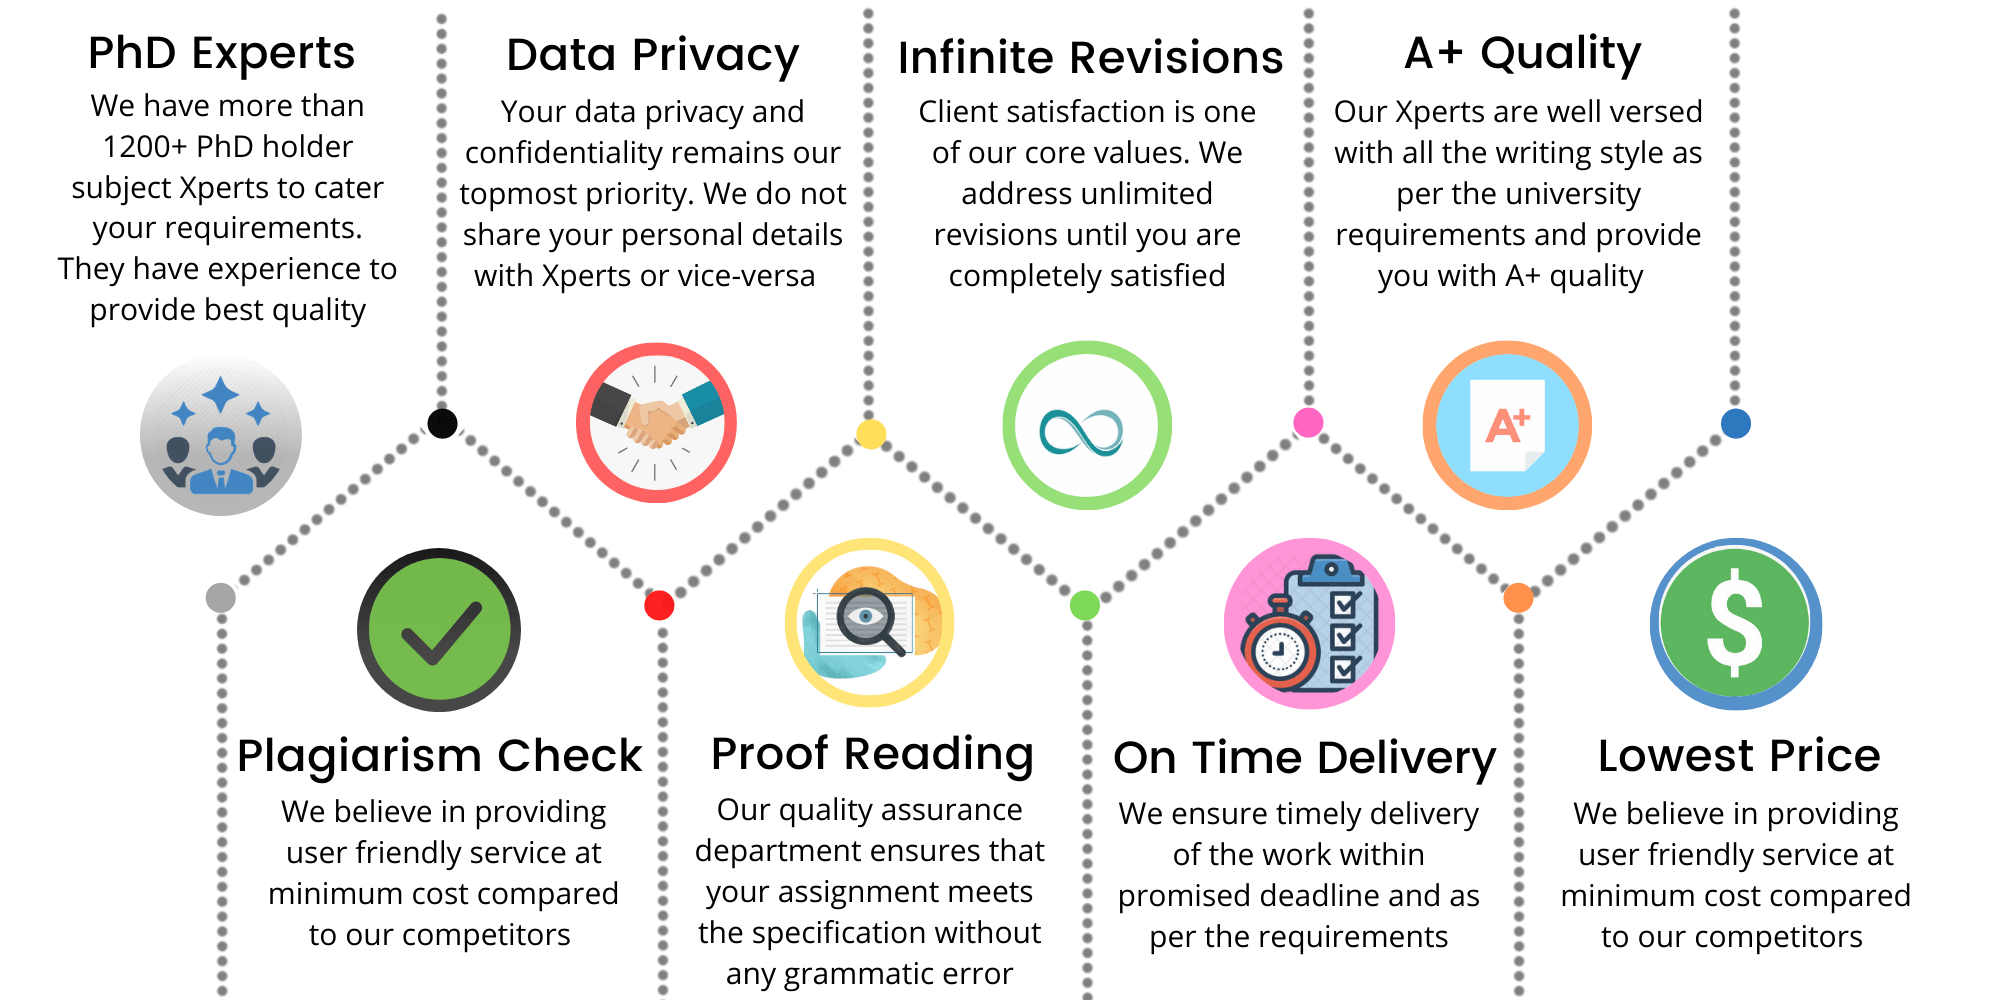 PhD Experts
We have more than
1200+ PhD holder
subject Xperts to cater
your requirements.
They have experience to
provide best quality
Data Privacy
Your data privacy and
confidentiality remains our
topmost priority. We do not
share your personal details
with Xperts or vice-versa
Infinite Revisions
Client satisfaction is one
of our core values. We
address unlimited
revisions until you are
completely satisfied
A+ Quality
Our Xperts are well versed
with all the writing style as
per the university
requirements and provide
you with A+ quality
A+
$
Plagiarism Check
We believe in providing
user friendly service at
minimum cost compared
to our competitors
Proof Reading
Our quality assurance
department ensures that
your assignment meets
the specification without
any grammatic error
On Time Delivery
We ensure timely delivery
of the work within
promised deadline and as
per the requirements
Lowest Price
We believe in providing
user friendly service at
minimum cost compared
to our competitors